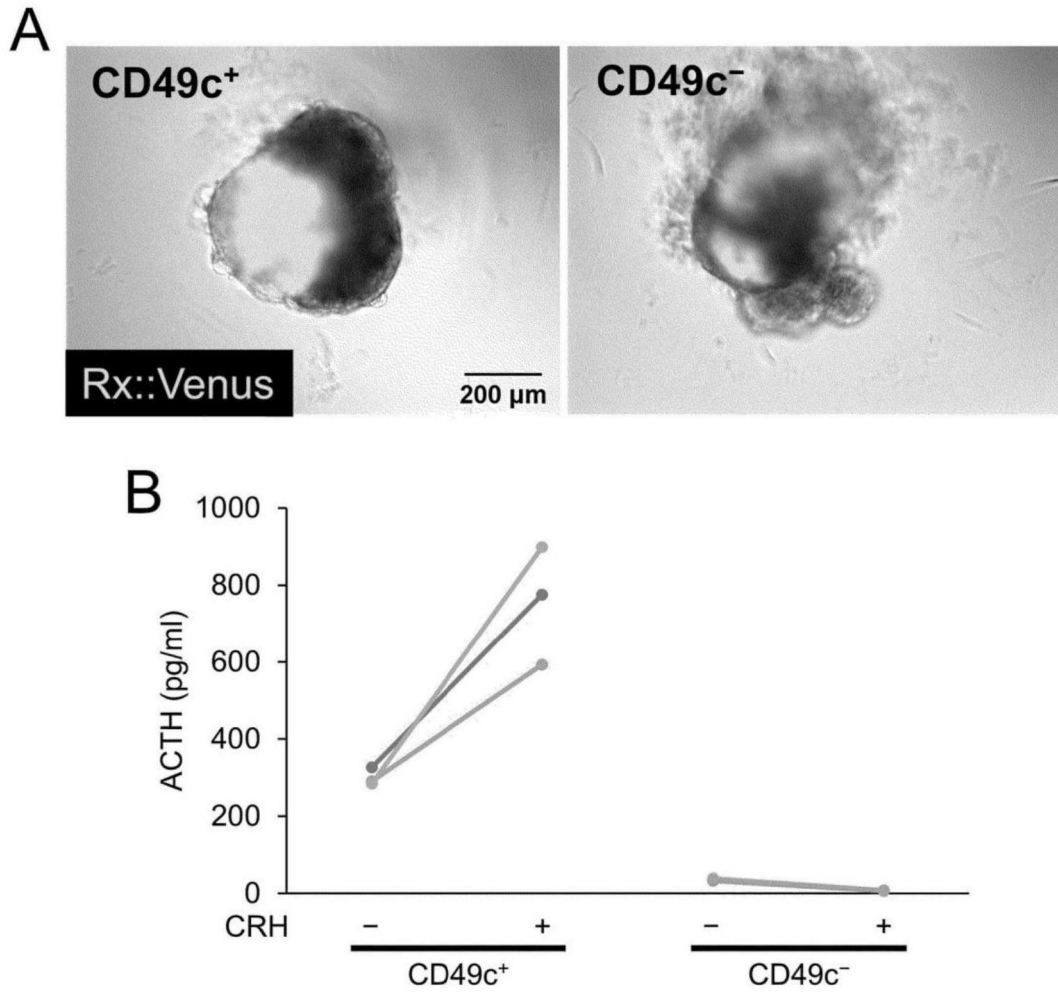 A
CD49c⁺
CD49c⁻
Rx::Venus
200 µm
B
1000
800
600
400
200
0
ACTH (pg/ml)
CRH − + − +
CD49c⁺ CD49c⁻